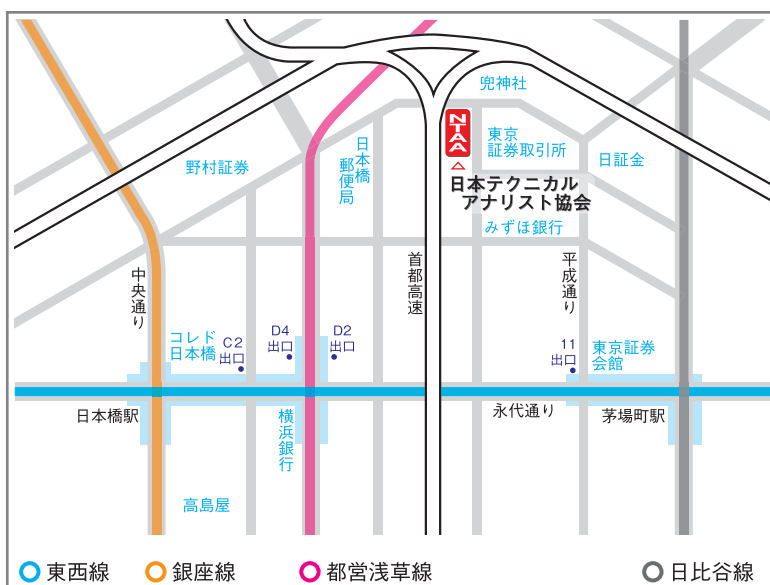 兜神社
NTAA
東京
証券取引所
日本橋
郵便局
野村証券
日証金
日本テクニカル
アナリスト協会
みずほ銀行
中央通り
首都高速
平成通り
コレド
日本橋
C2
出口
D4
出口
D2
出口
11
出口
東京証券
会館
日本橋駅
横浜銀行
永代通り
茅場町駅
高島屋
東西線
銀座線
都営浅草線
日比谷線